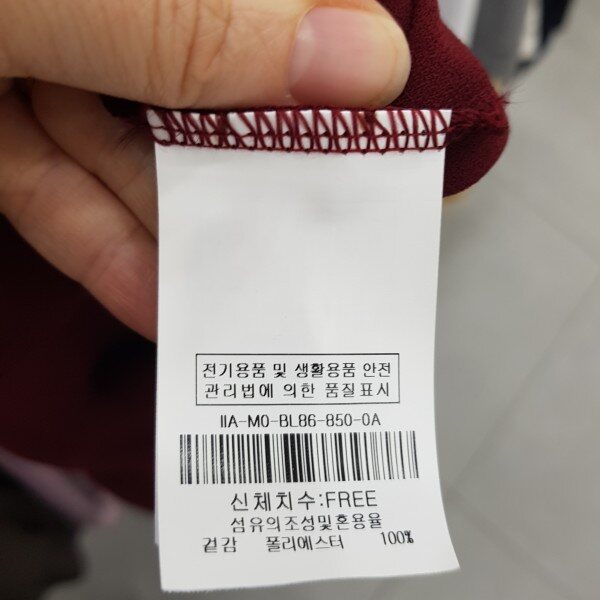 전기용품 및 생활용품 안전
관리법에 의한 품질표시
IIA-MO-BL86-850-OA
신체치수:FREE
섬유의조성및혼용율
겉감 폴리에스터 100%